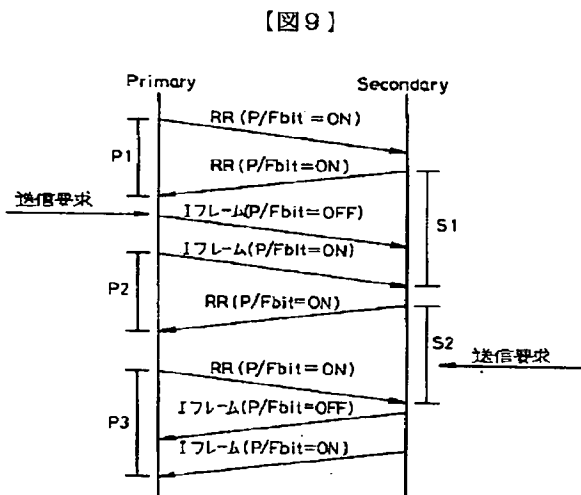 【図9】
Primary
Secondary
RR(P/Fbit=ON)
P1
RR(P/Fbit=ON)
送信要求
Iフレーム(P/Fbit=OFF)
S1
Iフレーム(P/Fbit=ON)
P2
RR(P/Fbit=ON)
S2
送信要求
RR(P/Fbit=ON)
Iフレーム(P/Fbit=OFF)
P3
Iフレーム(P/Fbit=ON)